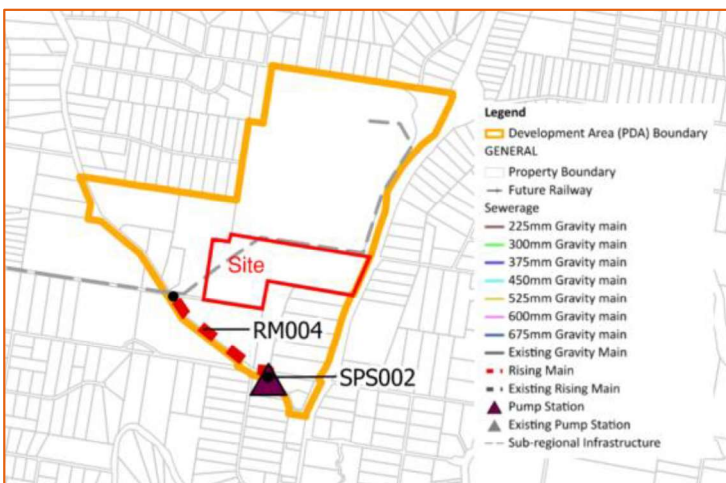 Legend
Development Area (PDA) Boundary
GENERAL
Property Boundary
Future Railway
Sewerage
225mm Gravity main
300mm Gravity main
375mm Gravity main
450mm Gravity main
525mm Gravity main
600mm Gravity main
675mm Gravity main
Existing Gravity Main
Rising Main
Existing Rising Main
Pump Station
Existing Pump Station
Sub-regional Infrastructure
Site
RM004
SPS002